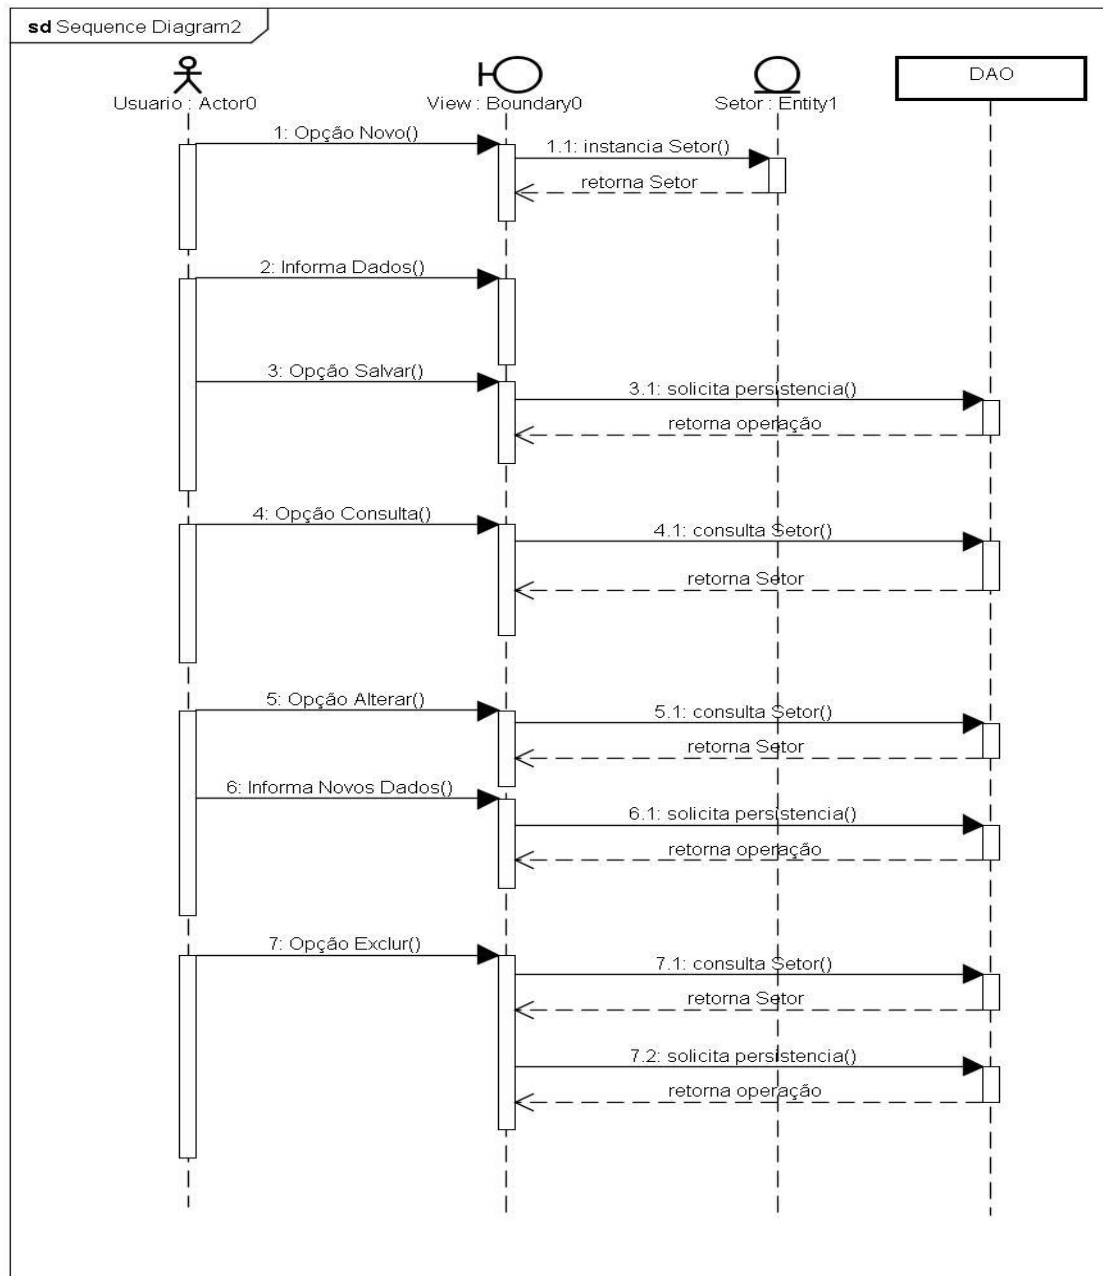 sd Sequence Diagram2
Usuario : Actor0
View : Boundary0
Setor : Entity1
DAO
1: Opção Novo()
1.1: instancia Setor()
retorna Setor
2: Informa Dados()
3: Opção Salvar()
3.1: solicita persistencia()
retorna operação
4: Opção Consulta()
4.1: consulta Setor()
retorna Setor
5: Opção Alterar()
5.1: consulta Setor()
retorna Setor
6: Informa Novos Dados()
6.1: solicita persistencia()
retorna operação
7: Opção Exclur()
7.1: consulta Setor()
retorna Setor
7.2: solicita persistencia()
retorna operação